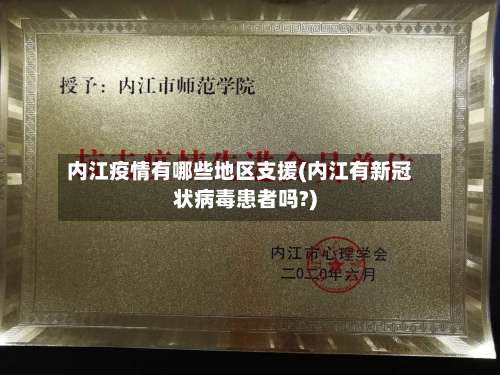 授予：内江市师范学院
内江疫情有哪些地区支援(内江有新冠
状病毒患者吗?)
内江市心理学会
二0二0年六月